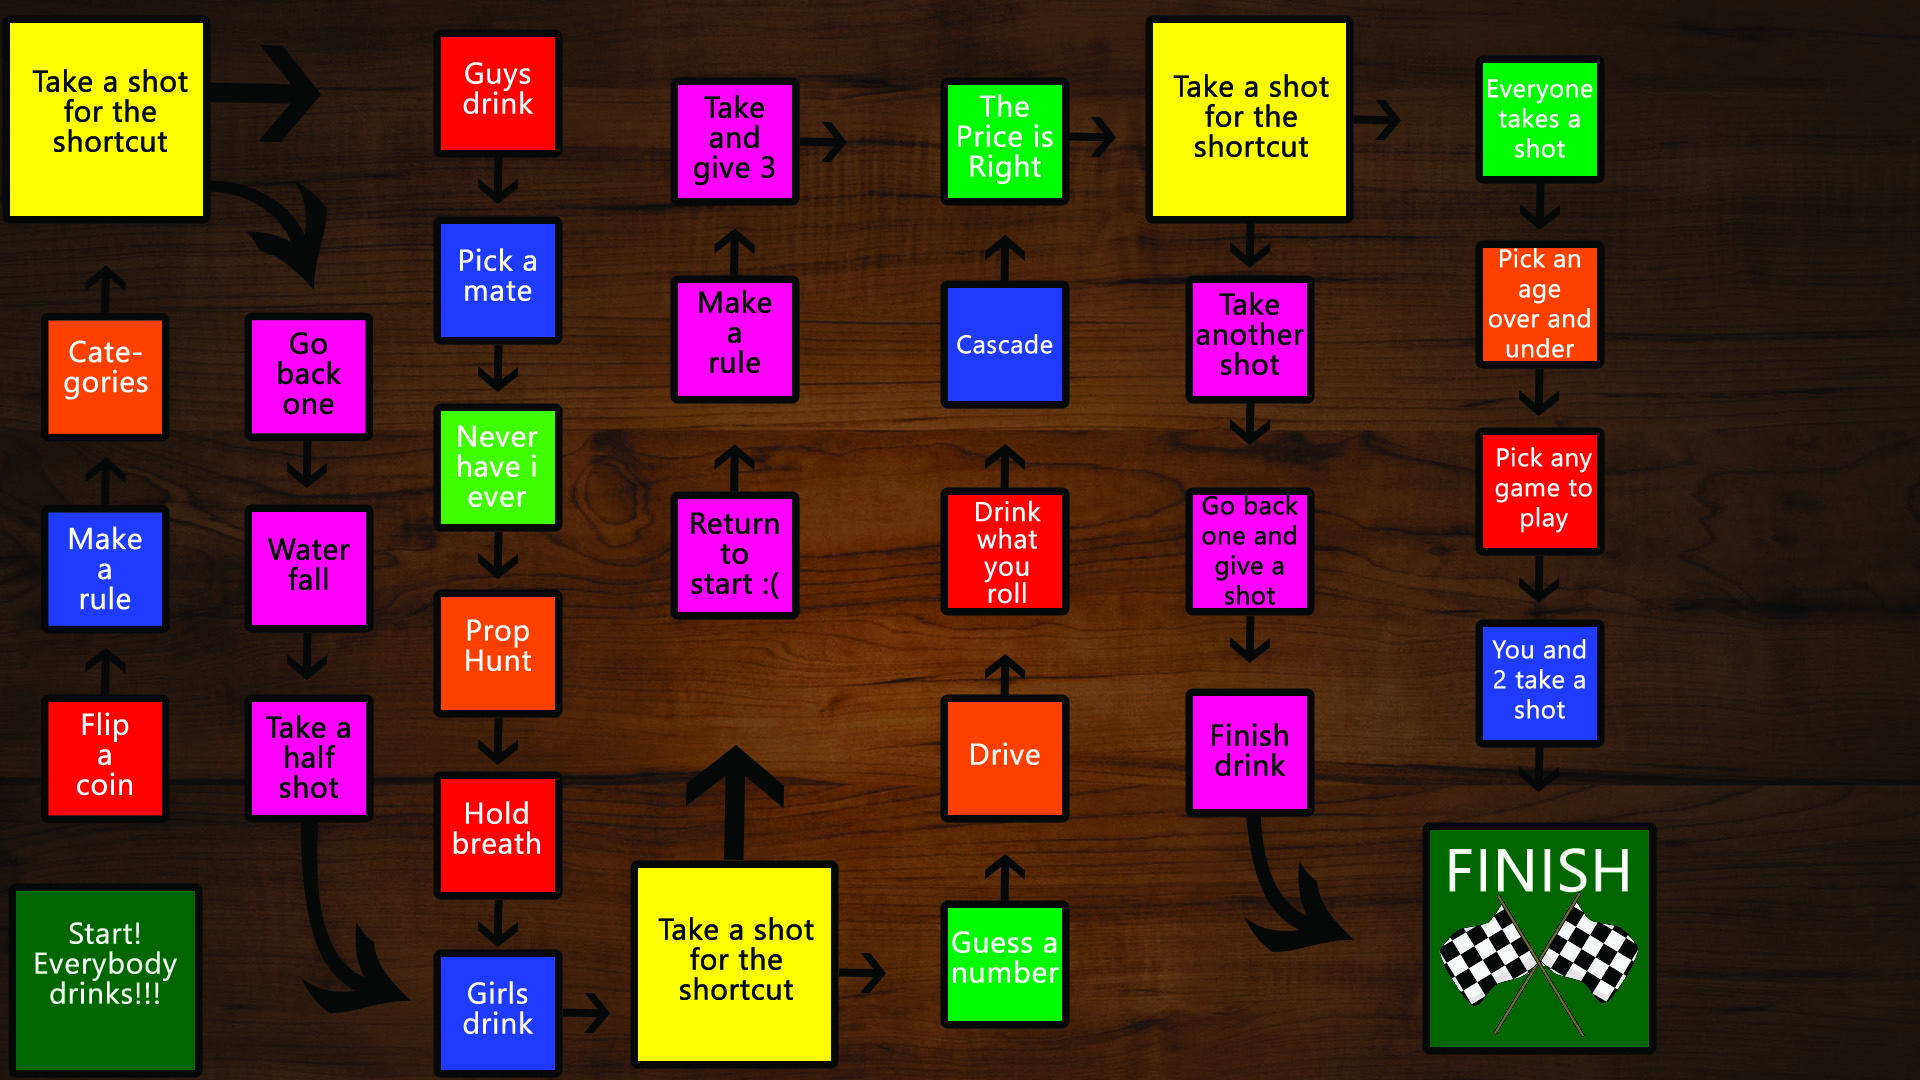 Take a shot
for the
shortcut
Cate-
gories
Make
a
rule
Flip
a
coin
Start!
Everybody
drinks!!!
Go
back
one
Water
fall
Take a
half
shot
Guys
drink
Pick a
mate
Never
have i
ever
Prop
Hunt
Hold
breath
Girls
drink
Take
and
give 3
Make
a
rule
Return
to
start :(
Take a shot
for the
shortcut
The
Price is
Right
Cascade
Drink
what
you
roll
Drive
Guess a
number
Take a shot
for the
shortcut
Take
another
shot
Go back
one and
give a
shot
Finish
drink
Everyone
takes a
shot
Pick an
age
over and
under
Pick any
game to
play
You and
2 take a
shot
FINISH